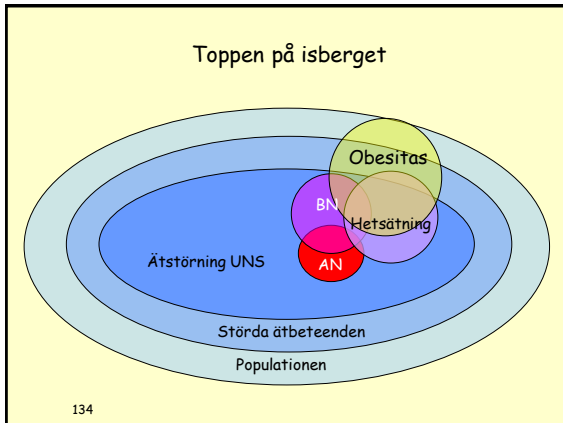 Toppen på isberget
Obesitas
BN
Hetsätning
Ätstörning UNS
AN
Störda ätbeteenden
Populationen
134